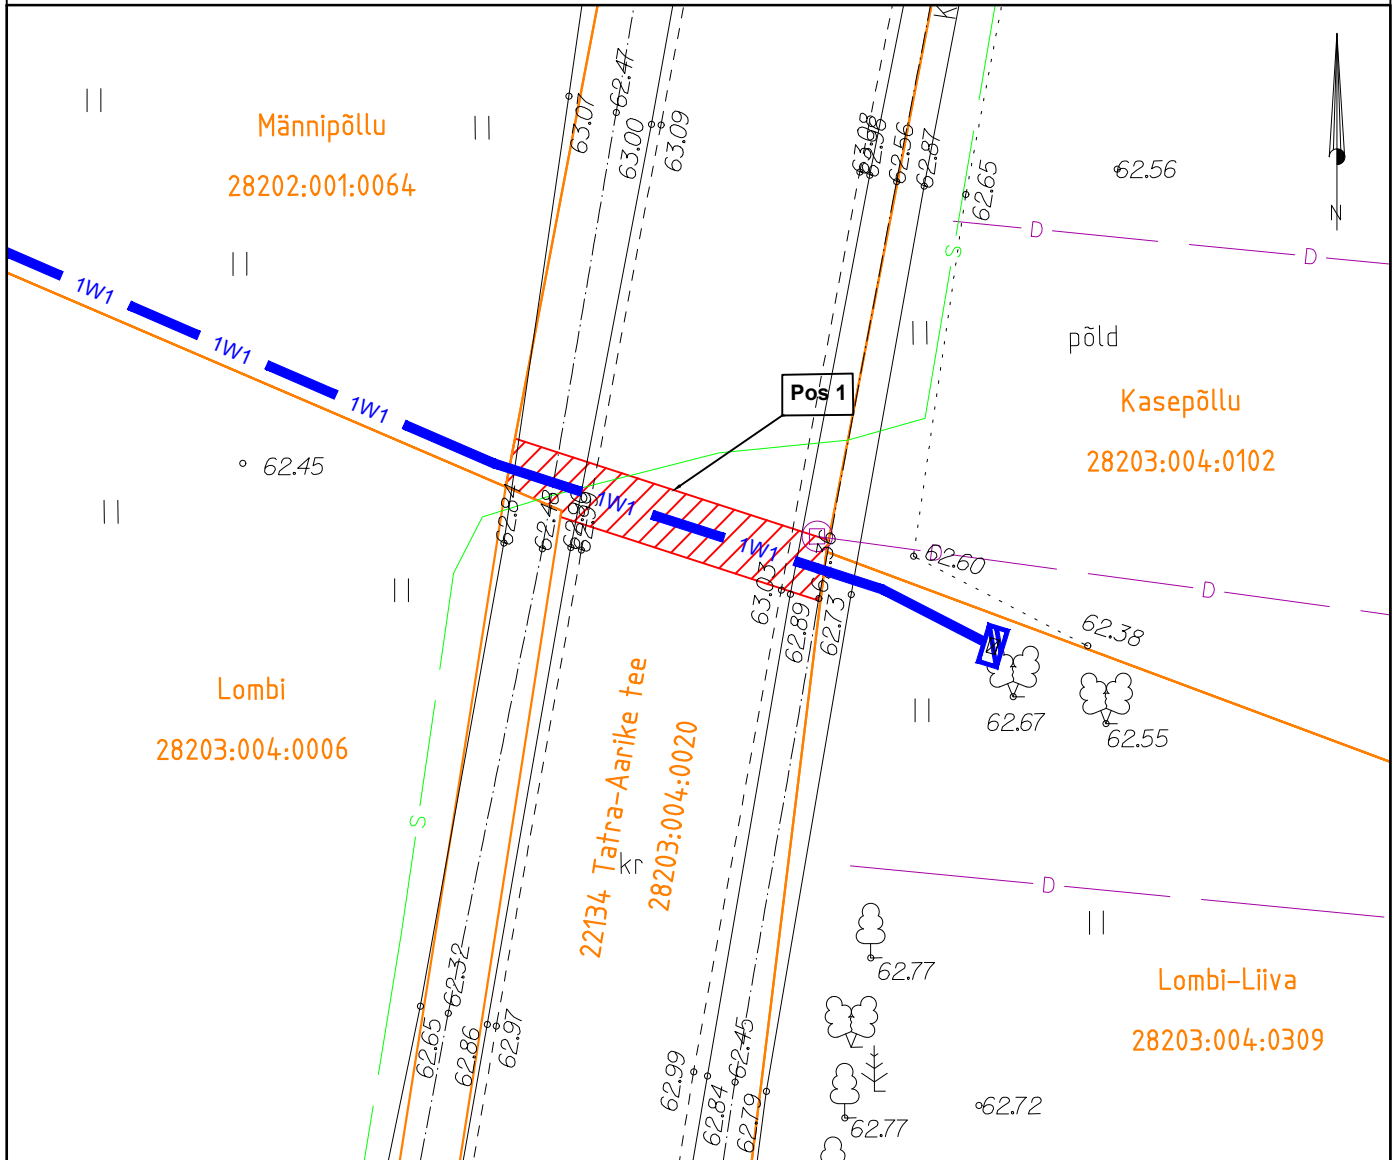 K
62.47
63.07
63.00
63.09
63.08
62.56
62.87
62.65
62.56
Männipõllu
28202:001:0064
N
D
D
S
1W1
1W1
1W1
põld
Pos 1
Kasepõllu
28203:004:0102
62.45
1W1
1W1
62.48
62.60
D
63.03
62.89
62.73
62.38
62.67
62.55
Lombi
28203:004:0006
22134 Tatra-Aarike tee
28203:004:0020
kr
S
D
62.77
Lombi-Liiva
28203:004:0309
62.32
62.65
62.86
62.97
62.99
62.84
62.45
62.79
62.72
62.77